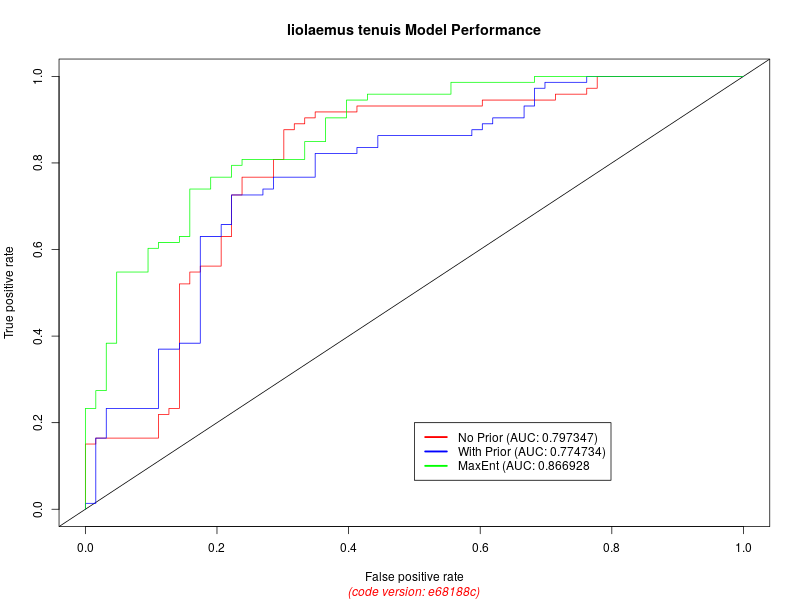 liolaemus tenuis Model Performance
True positive rate
1.0
0.8
0.6
0.4
0.2
0.0
No Prior (AUC: 0.797347)
With Prior (AUC: 0.774734)
MaxEnt (AUC: 0.866928
0.0 0.2 0.4 0.6 0.8 1.0
False positive rate
(code version: e68188c)